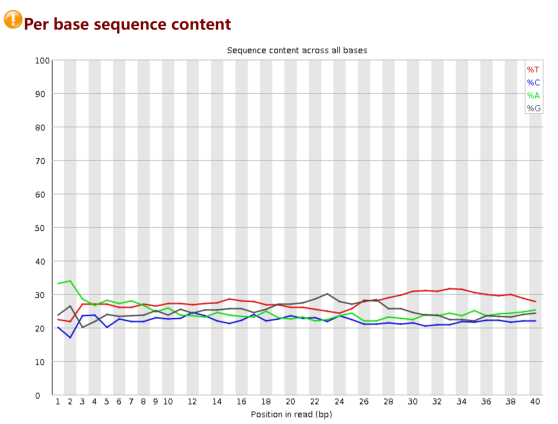 Per base sequence content
Sequence content across all bases
%T
%C
%A
%G
100
90
80
70
60
50
40
30
20
10
0
1 2 3 4 5 6 7 8 9 10 12 14 16 18 20 22 24 26 28 30 32 34 36 38 40
Position in read (bp)